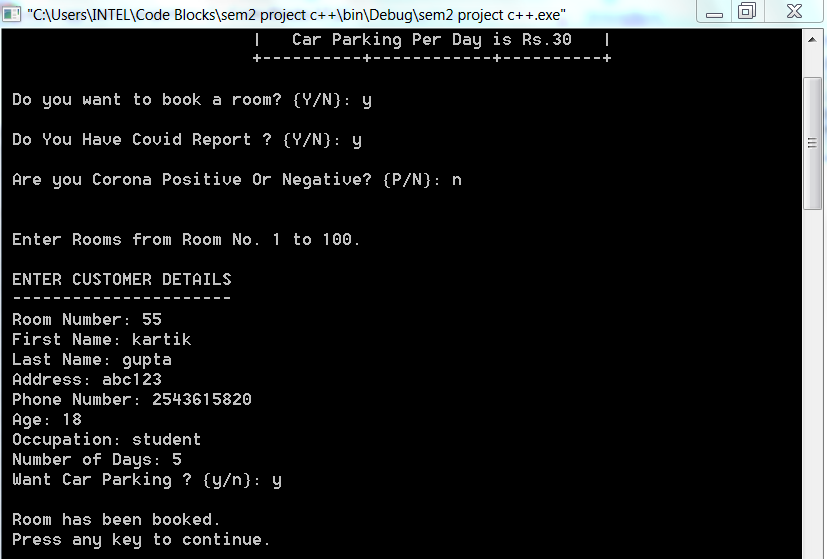 "C:\Users\INTEL\Code Blocks\sem2 project c++\bin\Debug\sem2 project c++.exe"
|   Car Parking Per Day is Rs.30   |
+----------+------------+----------+
Do you want to book a room? {Y/N}: y
Do You Have Covid Report ? {Y/N}: y
Are you Corona Positive Or Negative? {P/N}: n
Enter Rooms from Room No. 1 to 100.
ENTER CUSTOMER DETAILS
----------------------
Room Number: 55
First Name: kartik
Last Name: gupta
Address: abc123
Phone Number: 2543615820
Age: 18
Occupation: student
Number of Days: 5
Want Car Parking ? {y/n}: y
Room has been booked.
Press any key to continue.